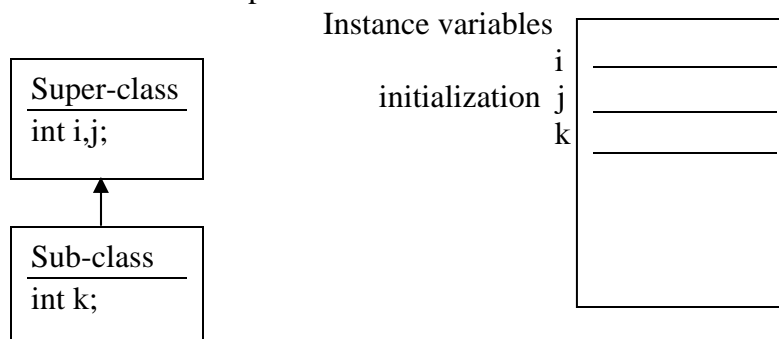 Instance variables
i
Super-class
initialization j
int i,j;
k
Sub-class
int k;